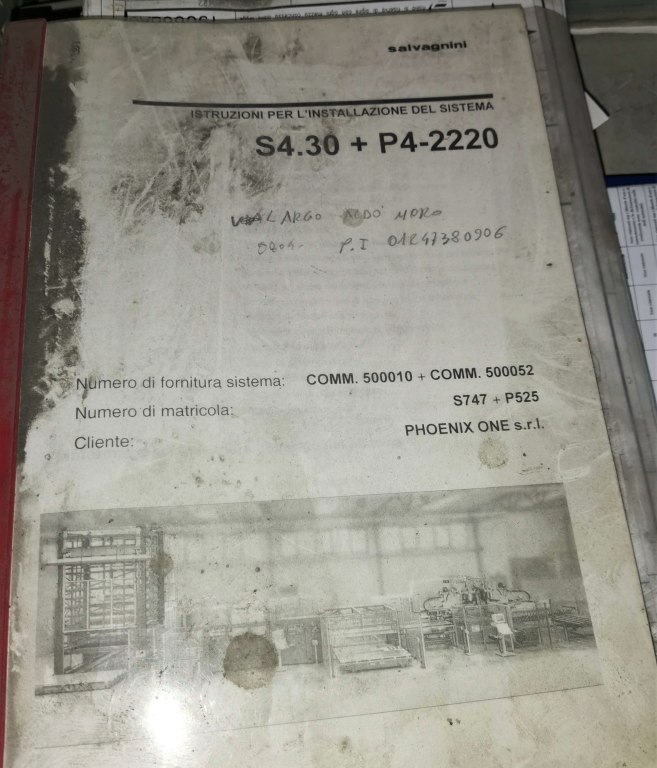 salvagnini
ISTRUZIONI PER L'INSTALLAZIONE DEL SISTEMA
S4.30 + P4-2220
LARGO ALDO MORO
P.I 01247380906
Numero di fornitura sistema: COMM. 500010 + COMM. 500052
Numero di matricola: S747 + P525
Cliente: PHOENIX ONE s.r.l.